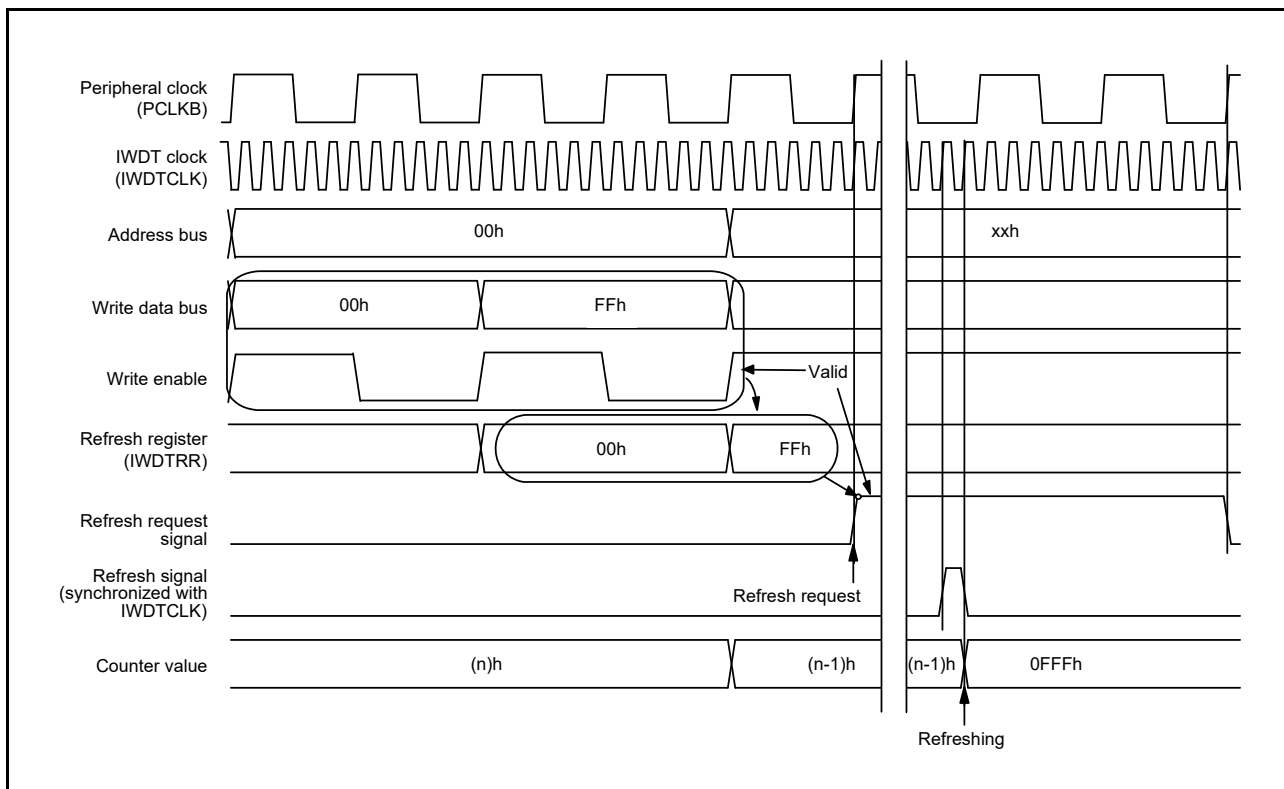 Peripheral clock
(PCLKB)
IWDT clock
(IWDTCLK)
Address bus
00h
xxh
Write data bus
00h
FFh
Write enable
Valid
Refresh register
(IWDTRR)
00h
FFh
Refresh request
signal
Refresh signal
(synchronized with
IWDTCLK)
Refresh request
Counter value
(n)h
(n-1)h
(n-1)h
0FFFh
Refreshing